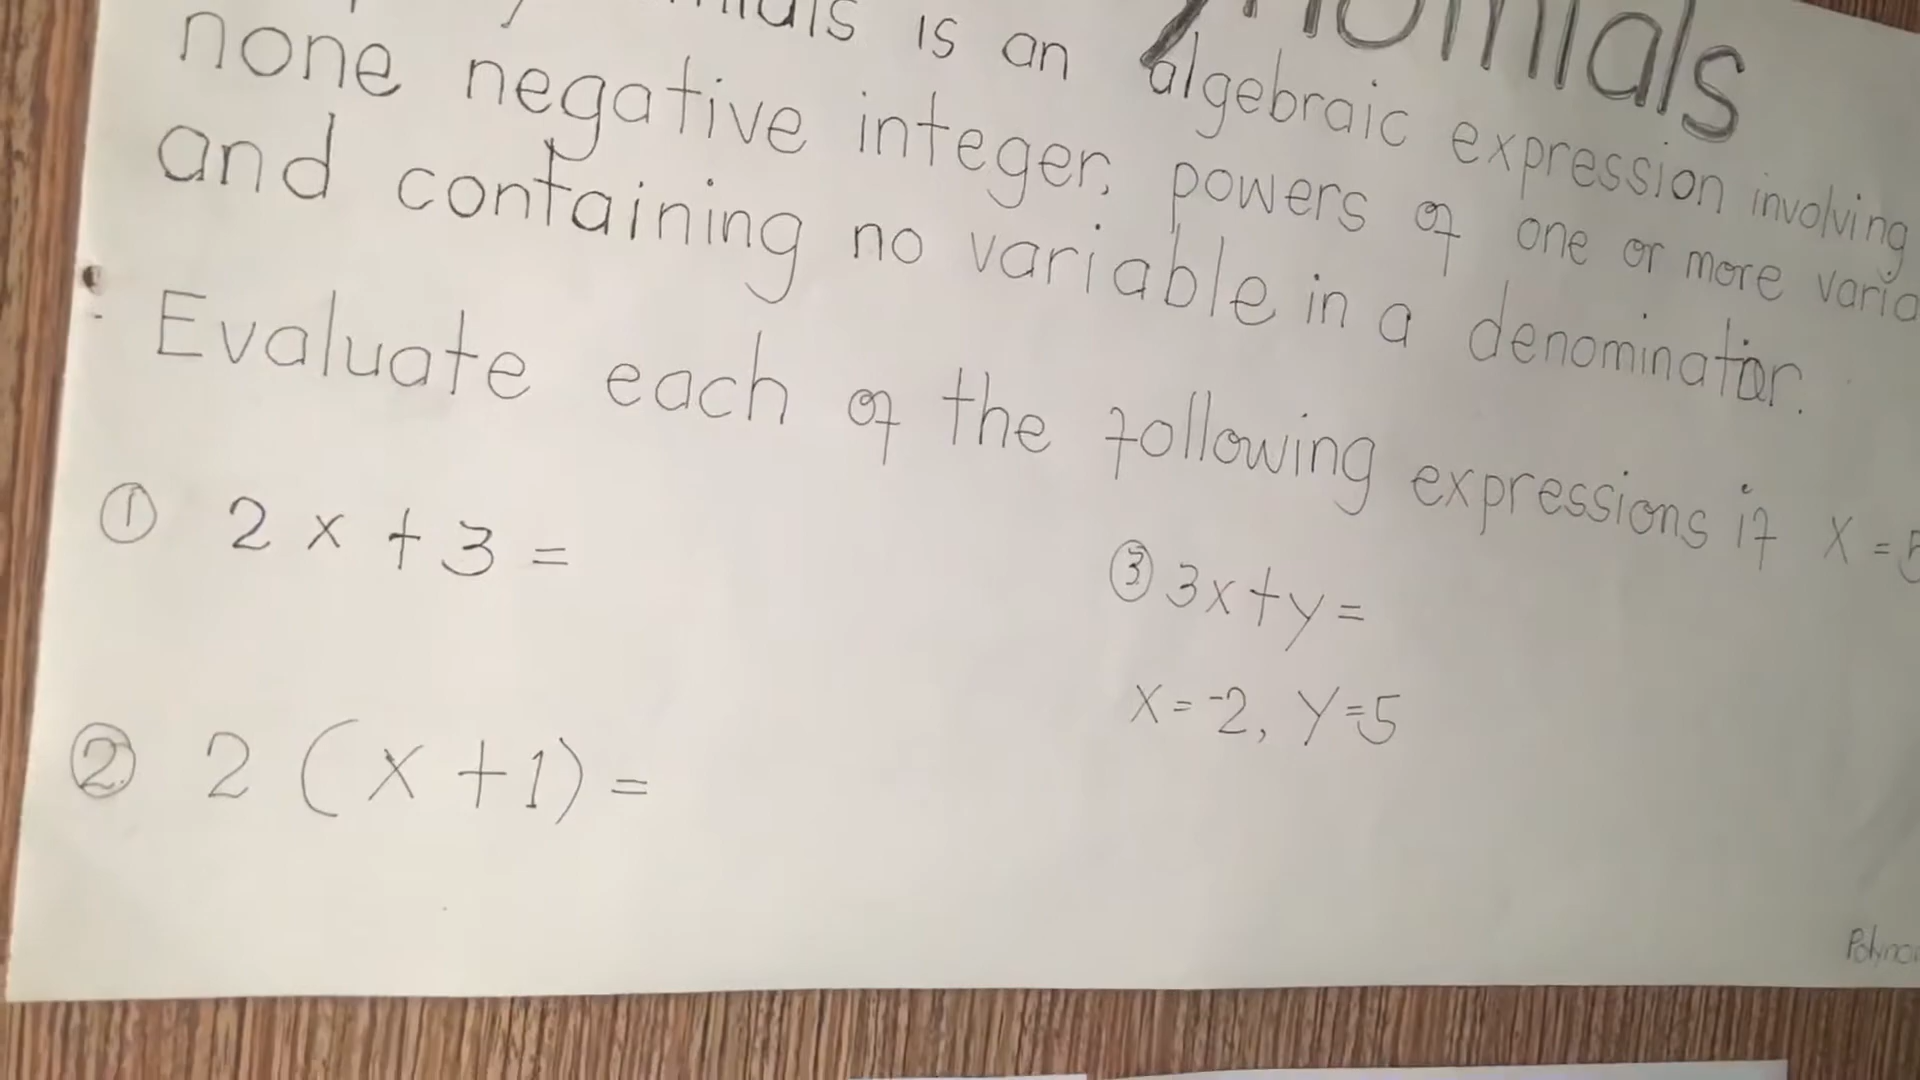 is an algebraic expression involving
none negative integer, powers of one or more
and containing no variable in a denominator.
Evaluate each of the following expressions if X =
① 2x + 3 =
② 2 (x + 1) =
③ 3x + y =
X = -2, Y = 5